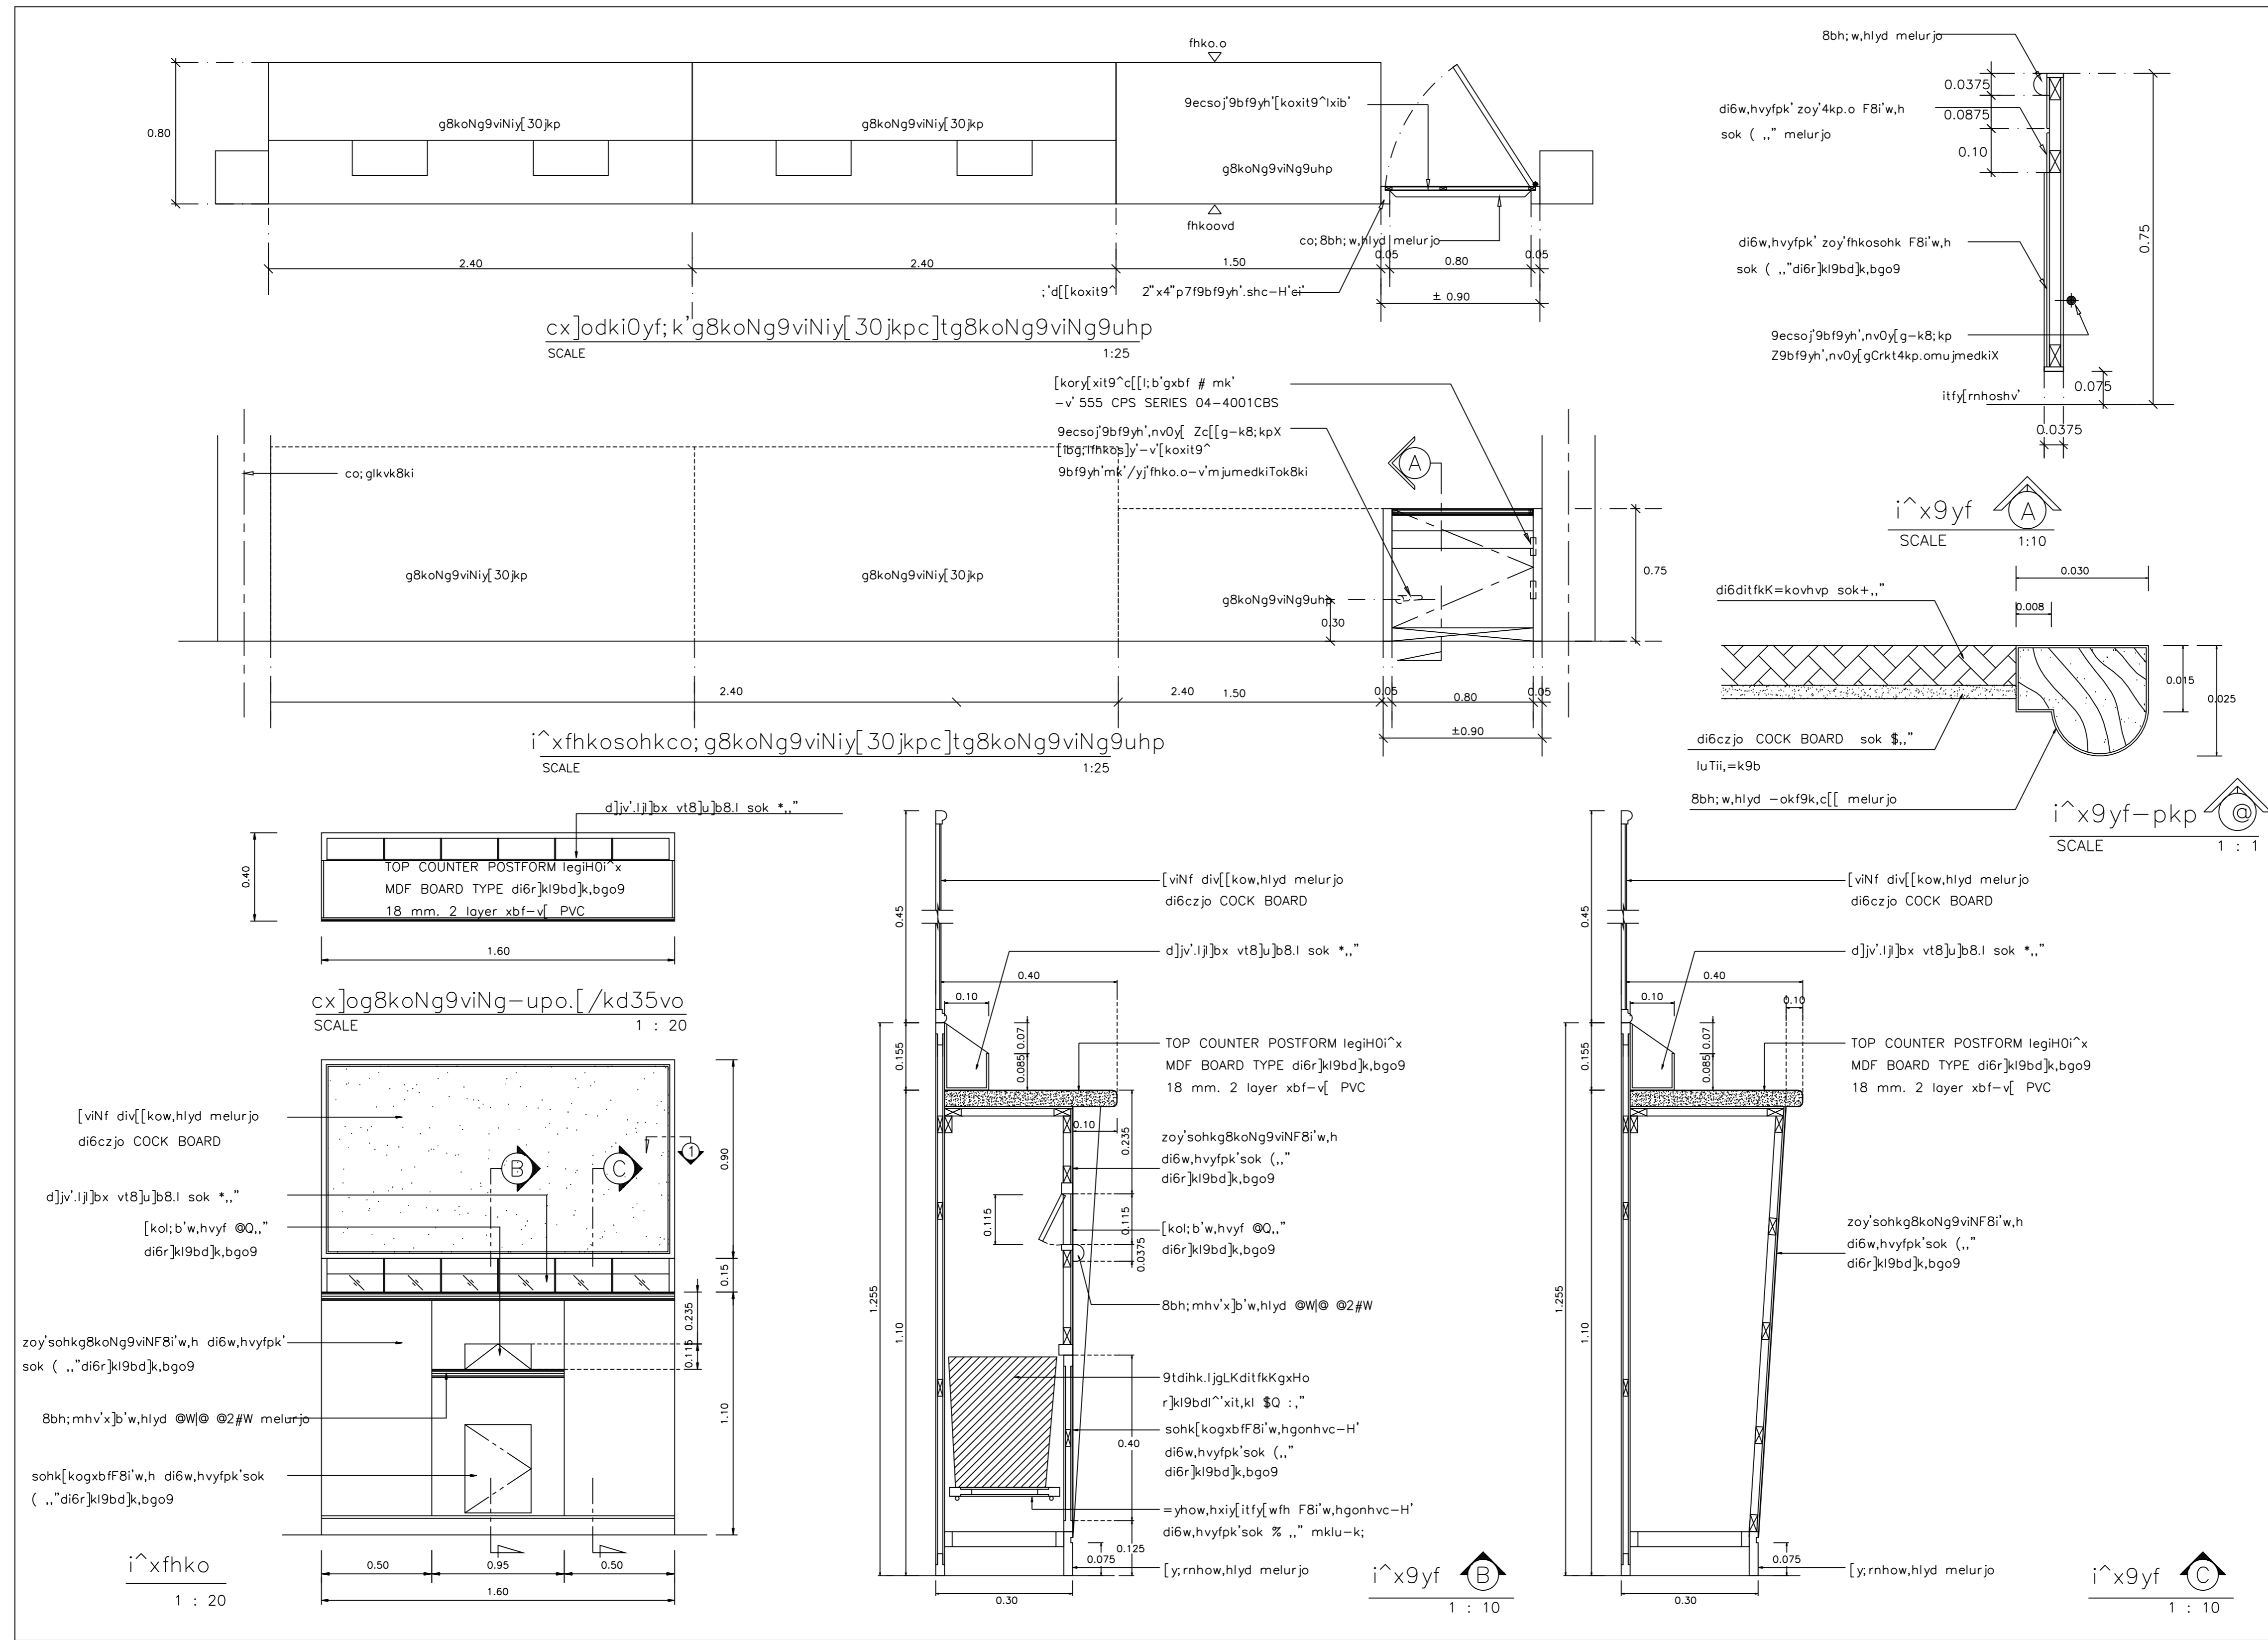 fhko.o
9ecsoj'9bf9yh'[koxit9^lxib'
g8koNg9viNiy[30jkp
g8koNg9viNiy[30jkp
g8koNg9viNg9uhp
0.80
fhkoovd
co;8bh;w,hlyd melurjo
2.40
2.40
1.50
0.05
0.80
0.05
;'d[[koxit9^ 2"x4"p7f9bf9yh'.shc-H'ci'
± 0.90
cx]odki0yf;k'g8koNg9viNiy[30jkpc]tg8koNg9viNg9uhp
SCALE 1:25
8bh;w,hlyd melurjo
0.0375
di6w,hvyfpk' zoy'4kp.o F8i'w,h
sok ( ,,” melurjo
0.0875
0.10
0.75
di6w,hvyfpk' zoy'fhkosohk F8i'w,h
sok ( ,,”di6r]kl9bd]k,bgo9
9ecsoj'9bf9yh',nv0y[g-k8;kp
Z9bf9yh',nv0y[gCrkt4kp.omujmedkiX
0.075
itfy[rnhoshv'
0.0375
i^x9yf A
SCALE 1:10
[kory[xit9^c[[l;b'gxbf # mk'
-v' 555 CPS SERIES 04-4001CBS
9ecsoj'9bf9yh',nv0y[ Zc[[g-k8;kpX
[ibg;lfhkos]y'-v'[koxit9^
9bf9yh'mk'/yj'fhko.o-v'mjumedkiTok8ki
co;glkvk8ki
A
g8koNg9viNiy[30jkp
g8koNg9viNiy[30jkp
g8koNg9viNg9uhp
0.30
0.75
2.40
2.40
1.50
0.05
0.80
0.05
±0.90
i^xfhkosohkco;g8koNg9viNiy[30jkpc]tg8koNg9viNg9uhp
SCALE 1:25
di6ditfkK=kovhvp sok+,,”
0.030
0.008
0.015
0.025
di6czjo COCK BOARD sok $,,”
luTii,=k9b
8bh;w,hlyd -okf9k,c[[ melurjo
i^x9yf-pkp @
SCALE 1 : 1
d]jv'.ljl]bx vt8]u]b8.l sok *,,”
0.40
TOP COUNTER POSTFORM legiH0i^x
MDF BOARD TYPE di6r]kl9bd]k,bgo9
18 mm. 2 layer xbf-v[ PVC
1.60
cx]og8koNg9viNg-upo.[/kd35vo
SCALE 1 : 20
[viNf div[[kow,hlyd melurjo
di6czjo COCK BOARD
B
C
1
0.90
d]jv'.ljl]bx vt8]u]b8.l sok *,,”
[kol;b'w,hvyf @Q,,”
di6r]kl9bd]k,bgo9
0.15
0.235
0.115
zoy'sohkg8koNg9viNF8i'w,h di6w,hvyfpk'
sok ( ,,”di6r]kl9bd]k,bgo9
8bh;mhv'x]b'w,hlyd @W|@ @2#W melurjo
1.10
sohk[kogxbfF8i'w,h di6w,hvyfpk'sok
( ,,”di6r]kl9bd]k,bgo9
0.50
0.95
0.50
1.60
i^xfhko
1 : 20
[viNf div[[kow,hlyd melurjo
di6czjo COCK BOARD
0.45
d]jv'.ljl]bx vt8]u]b8.l sok *,,”
0.40
0.10
0.155
0.085
0.07
TOP COUNTER POSTFORM legiH0i^x
MDF BOARD TYPE di6r]kl9bd]k,bgo9
18 mm. 2 layer xbf-v[ PVC
0.10
0.235
zoy'sohkg8koNg9viNF8i'w,h
di6w,hvyfpk'sok (,,”
di6r]kl9bd]k,bgo9
0.115
0.115
[kol;b'w,hvyf @Q,,”
di6r]kl9bd]k,bgo9
0.0375
8bh;mhv'x]b'w,hlyd @W|@ @2#W
1.255
1.10
9tdihk.ljgLKditfkKgxHo
r]kl9bdl^'xit,kl $Q :,”
sohk[kogxbfF8i'w,hgonhvc-H'
0.40
di6w,hvyfpk'sok (,,”
di6r]kl9bd]k,bgo9
=yhow,hxiy[itfy[wfh F8i'w,hgonhvc-H'
di6w,hvyfpk'sok % ,,” mklu-k;
0.125
0.075
[y;rnhow,hlyd melurjo
0.30
i^x9yf B
1 : 10
[viNf div[[kow,hlyd melurjo
di6czjo COCK BOARD
0.45
d]jv'.ljl]bx vt8]u]b8.l sok *,,”
0.40
0.10
0.10
0.155
0.085
0.07
TOP COUNTER POSTFORM legiH0i^x
MDF BOARD TYPE di6r]kl9bd]k,bgo9
18 mm. 2 layer xbf-v[ PVC
zoy'sohkg8koNg9viNF8i'w,h
di6w,hvyfpk'sok (,,”
di6r]kl9bd]k,bgo9
1.255
1.10
0.075
[y;rnhow,hlyd melurjo
0.30
i^x9yf C
1 : 10